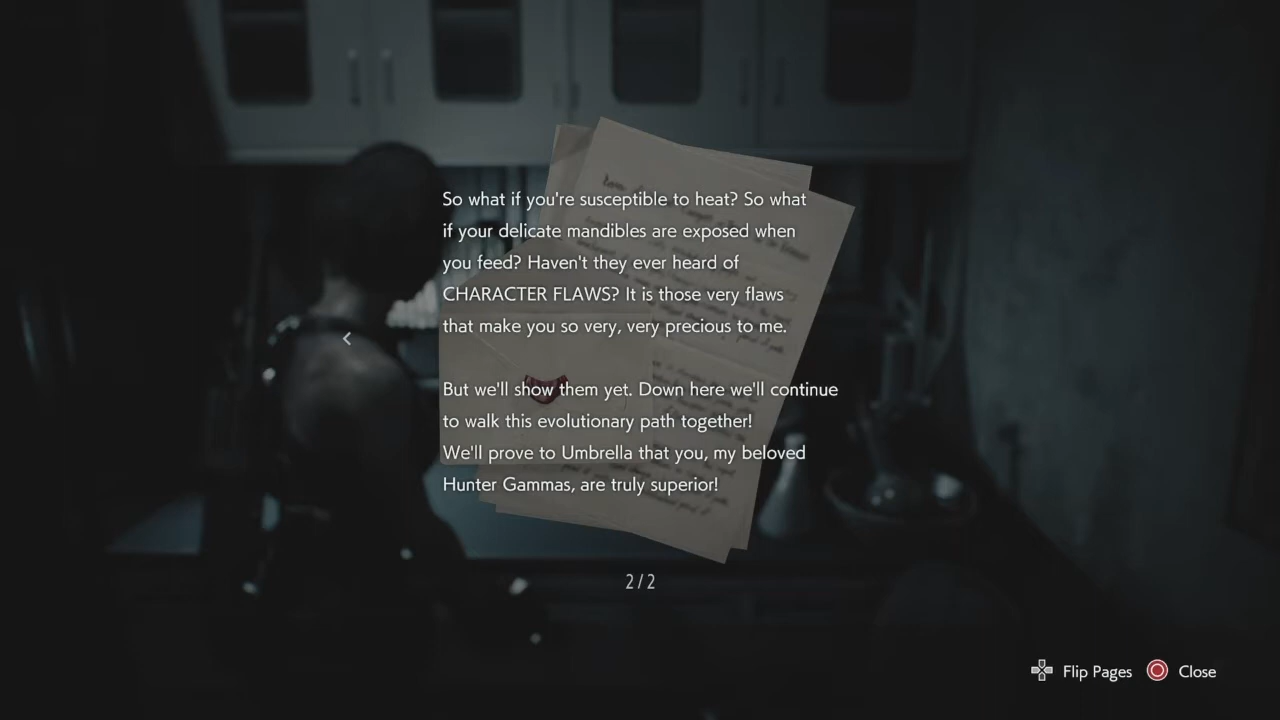 So what if you're susceptible to heat? So what
if your delicate mandibles are exposed when
you feed? Haven't they ever heard of
CHARACTER FLAWS? It is those very flaws
that make you so very, very precious to me.
But we'll show them yet. Down here we'll continue
to walk this evolutionary path together!
We'll prove to Umbrella that you, my beloved
Hunter Gammas, are truly superior!
2/2
Flip Pages Close